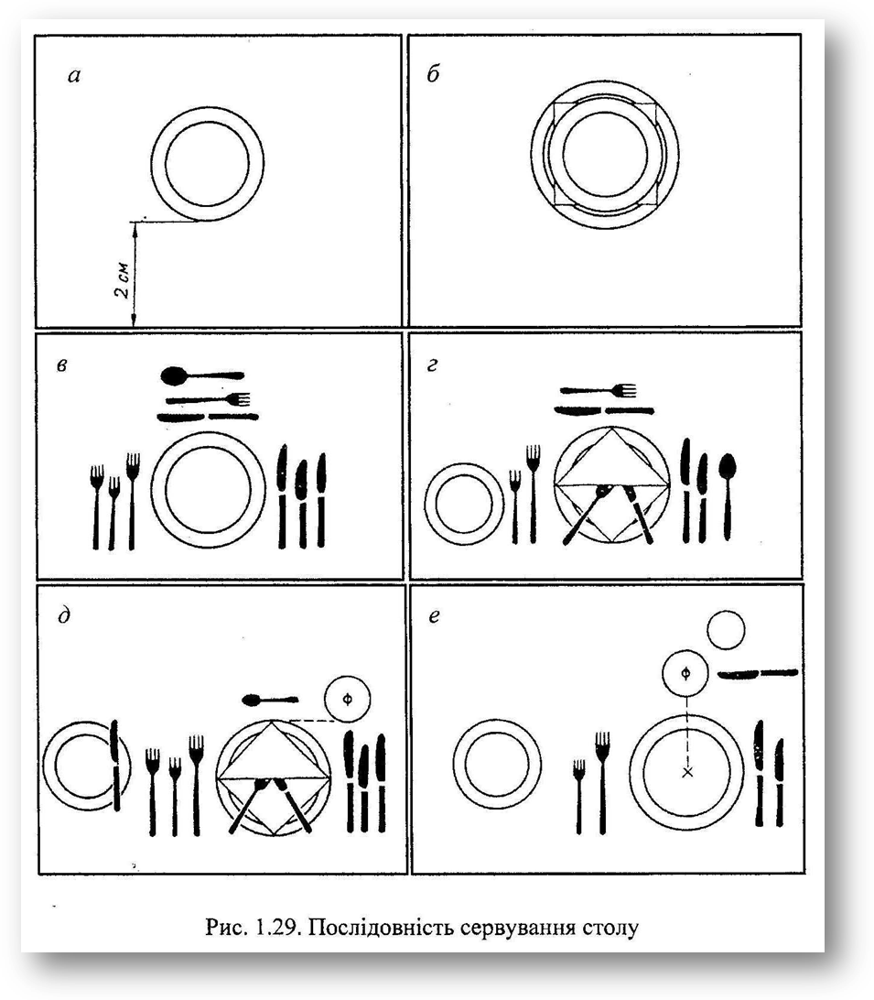 а
б
2 см
в
г
д
ф
е
ф
Рис. 1.29. Послідовність сервування столу